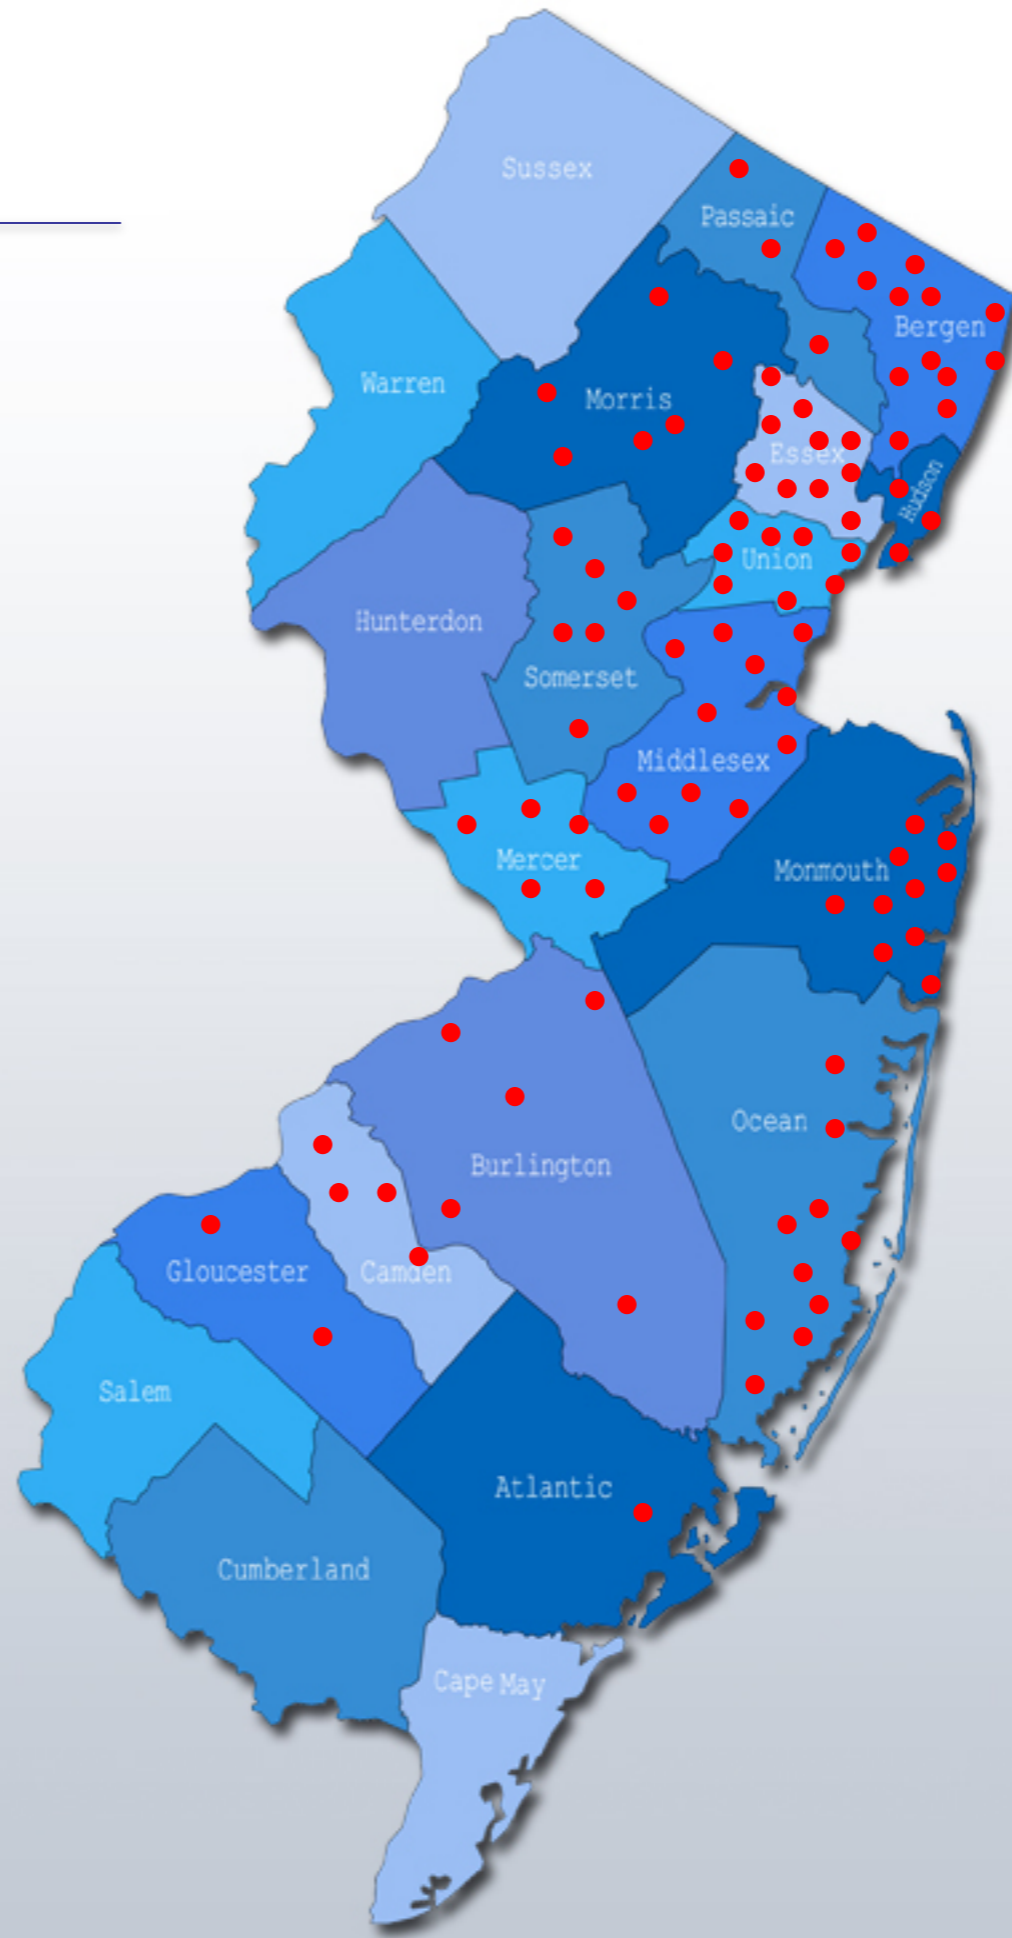 Sussex
Passaic
Bergen
Warren
Morris
Essex
Hudson
Union
Hunterdon
Somerset
Middlesex
Mercer
Monmouth
Ocean
Burlington
Gloucester
Camden
Salem
Atlantic
Cumberland
Cape May